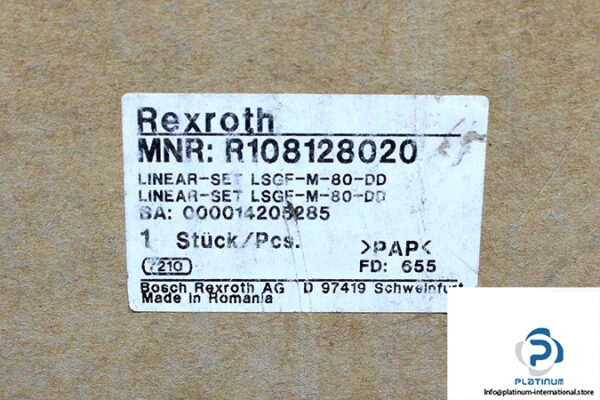 Rexroth
MNR: R108128020
LINEAR-SET LSGF-M-80-DD
LINEAR-SET LSGF-M-80-DD
BA: 000014205285
1 Stück/Pcs. >PAP<
7210 FD: 655
Bosch Rexroth AG D 97419 Schweinfurt
Made in Romania
PLATINUM
Info@platinum-international.store